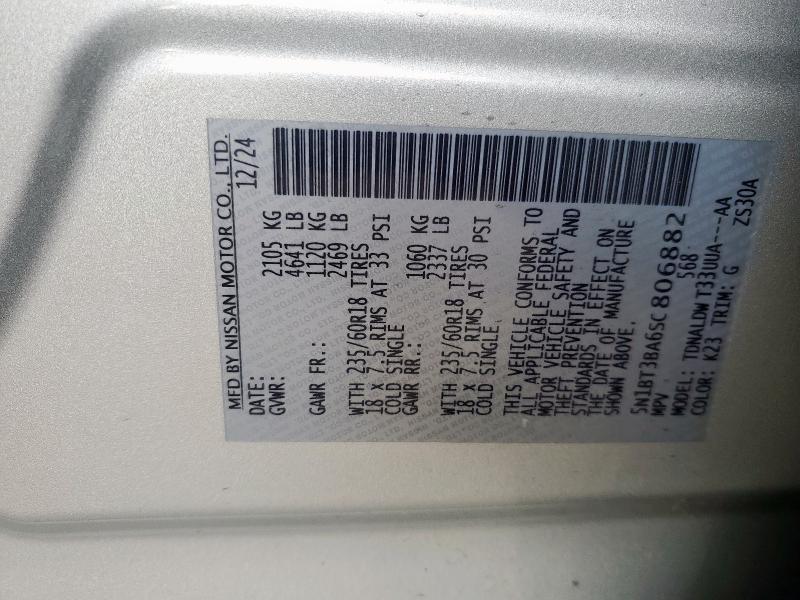 MFD BY NISSAN MOTOR CO., LTD.
DATE: 12/24
GVWR: 2105 KG
4641 LB
GAWR FR.: 1120 KG
2469 LB
WITH 235/60R18 TIRES
18 X 7.5 RIMS AT 33 PSI
COLD SINGLE
GAWR RR.: 1060 KG
2337 LB
WITH 235/60R18 TIRES
18 X 7.5 RIMS AT 30 PSI
COLD SINGLE
THIS VEHICLE CONFORMS TO
ALL APPLICABLE FEDERAL
MOTOR VEHICLE SAFETY AND
THEFT PREVENTION
STANDARDS IN EFFECT ON
THE DATE OF MANUFACTURE
SHOWN ABOVE.
5N1BT3BA6SC806882
MPV 568
MODEL: TDNALDW T33UUA---AA
COLOR: K23 TRIM: G ZS30A